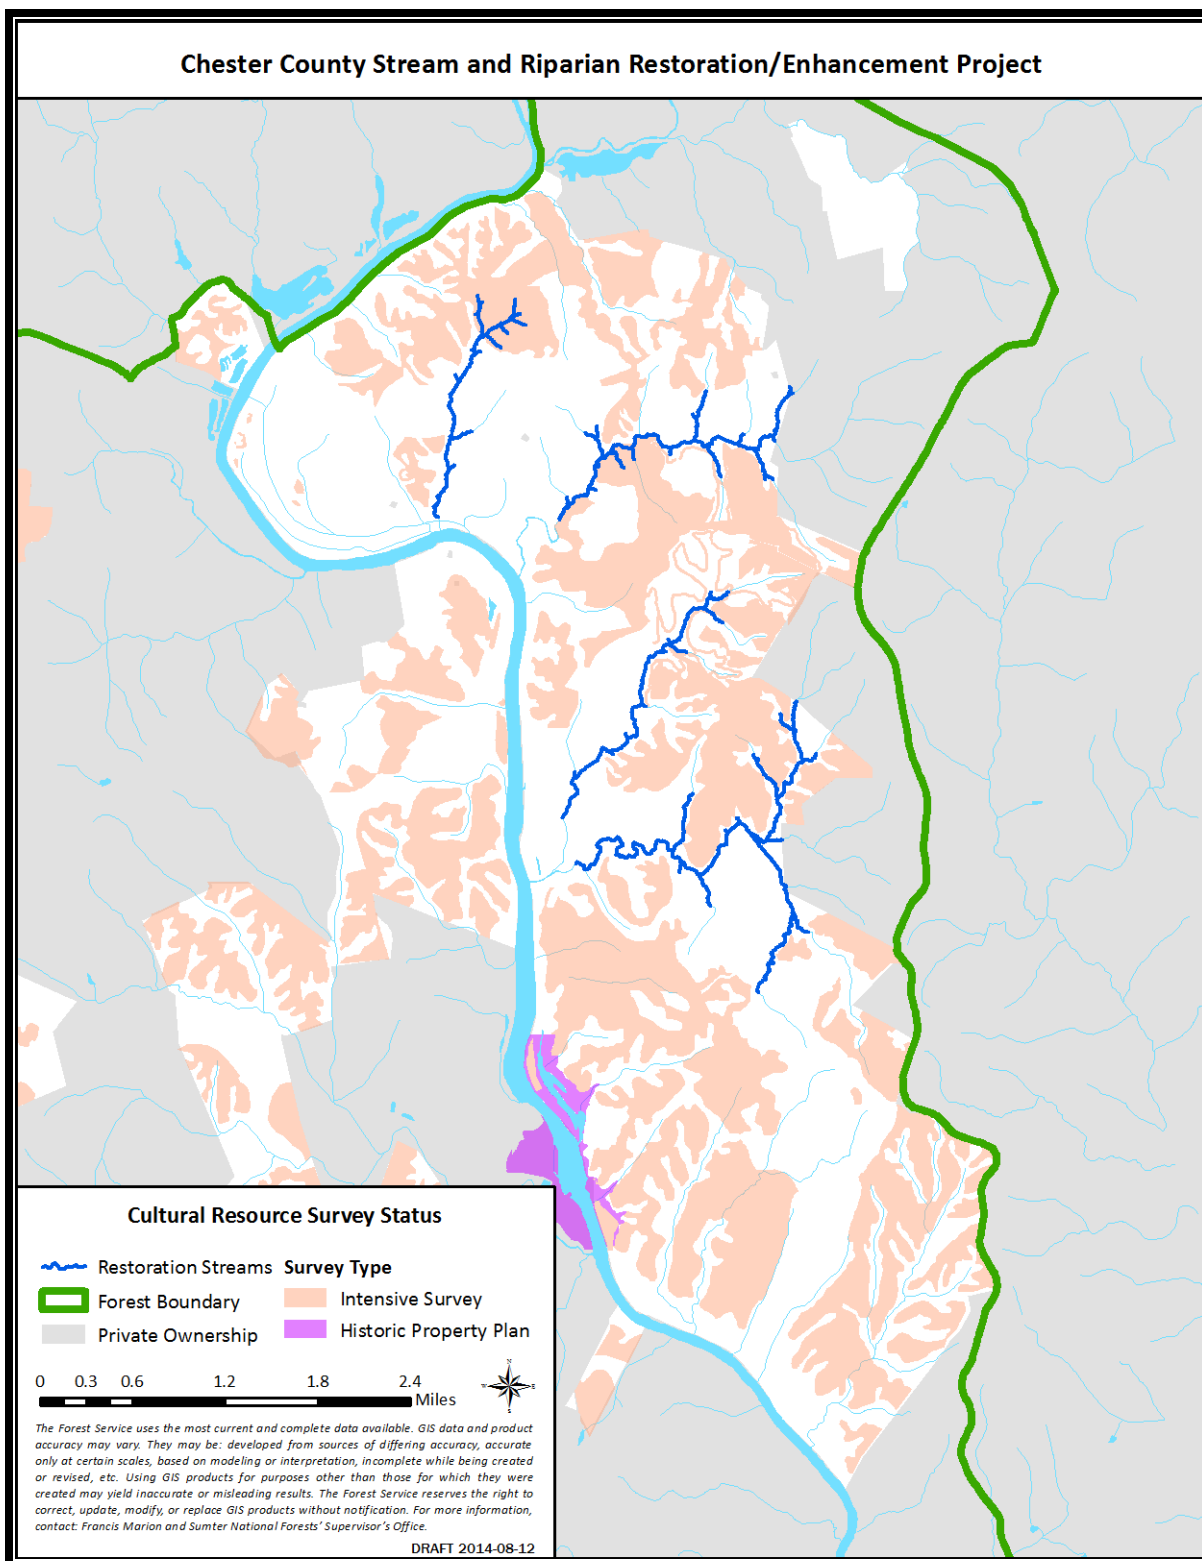 Chester County Stream and Riparian Restoration/Enhancement Project
Cultural Resource Survey Status
Restoration Streams
Forest Boundary
Private Ownership
Survey Type
Intensive Survey
Historic Property Plan
0 0.3 0.6 1.2 1.8 2.4
Miles
N
W E
S
The Forest Service uses the most current and complete data available. GIS data and product
accuracy may vary. They may be: developed from sources of differing accuracy, accurate
only at certain scales, based on modeling or interpretation, incomplete while being created
or revised, etc. Using GIS products for purposes other than those for which they were
created may yield inaccurate or misleading results. The Forest Service reserves the right to
correct, update, modify, or replace GIS products without notification. For more information,
contact: Francis Marion and Sumter National Forests' Supervisor's Office.
DRAFT 2014-08-12